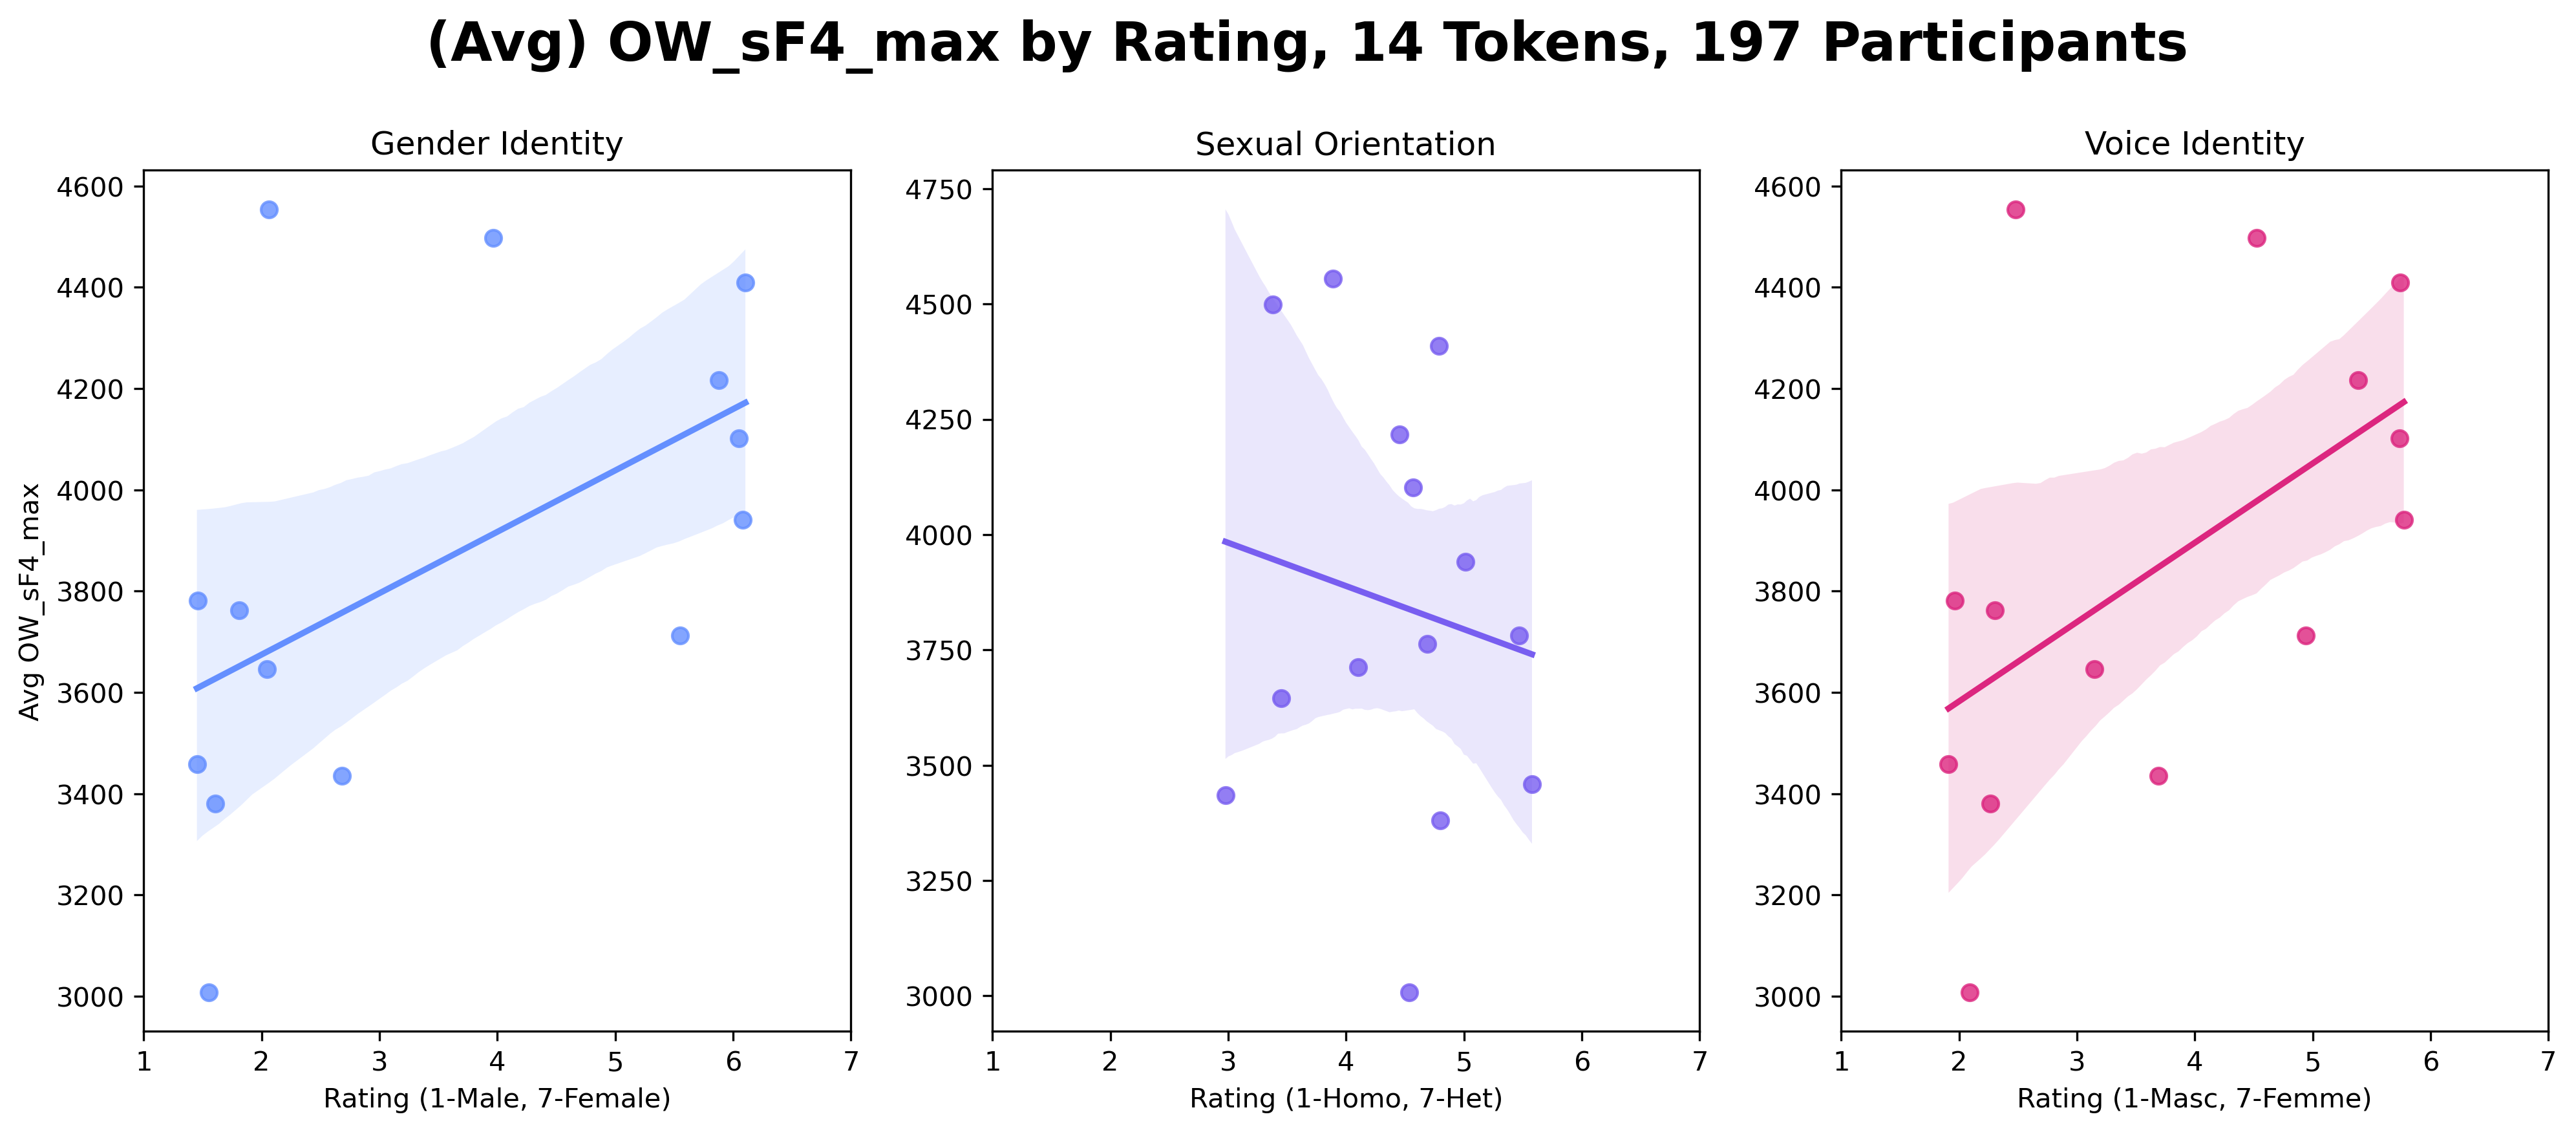 (Avg) OW_sF4_max by Rating, 14 Tokens, 197 Participants
Gender Identity
Sexual Orientation
Voice Identity
Avg OW_sF4_max
4600
4400
4200
4000
3800
3600
3400
3200
3000
1 2 3 4 5 6 7
Rating (1-Male, 7-Female)
4750
4500
4250
4000
3750
3500
3250
3000
1 2 3 4 5 6 7
Rating (1-Homo, 7-Het)
4600
4400
4200
4000
3800
3600
3400
3200
3000
1 2 3 4 5 6 7
Rating (1-Masc, 7-Femme)